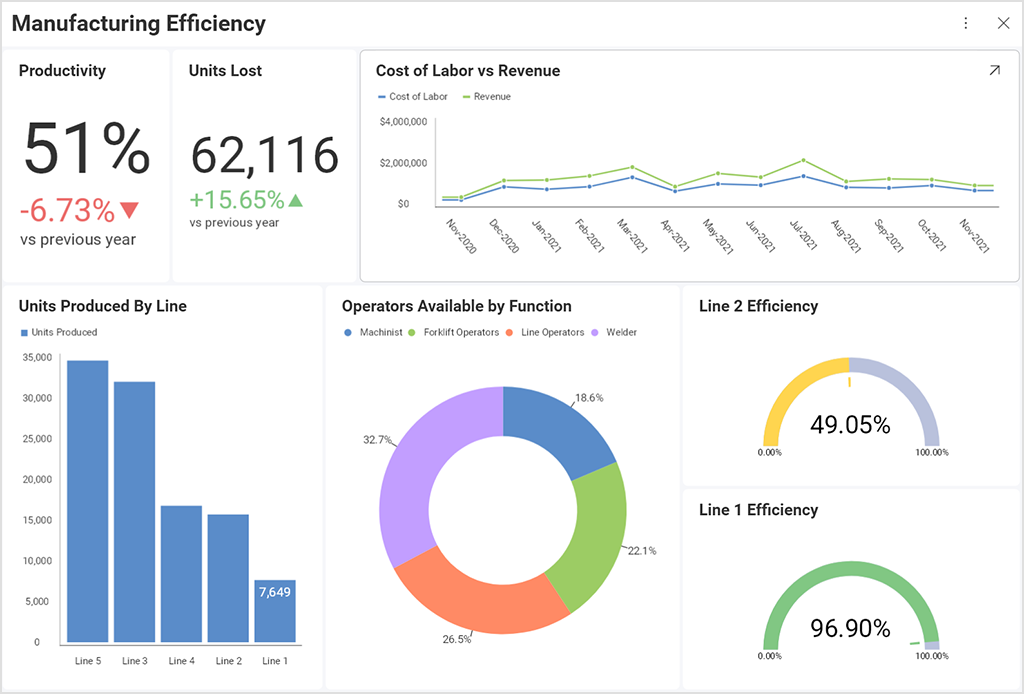 Manufacturing Efficiency
Productivity
51%
-6.73%
vs previous year
Units Lost
62,116
+15.65%
vs previous year
Cost of Labor vs Revenue
Cost of Labor
Revenue
$4,000,000
$2,000,000
$0
Nov-2020
Dec-2020
Jan-2021
Feb-2021
Mar-2021
Apr-2021
May-2021
Jun-2021
Jul-2021
Aug-2021
Sep-2021
Oct-2021
Nov-2021
Units Produced By Line
Units Produced
35,000
30,000
25,000
20,000
15,000
10,000
5,000
0
7,649
Line 5
Line 3
Line 4
Line 2
Line 1
Operators Available by Function
Machinist
Forklift Operators
Line Operators
Welder
18.6%
32.7%
22.1%
26.5%
Line 2 Efficiency
49.05%
0.00%
100.00%
Line 1 Efficiency
96.90%
0.00%
100.00%